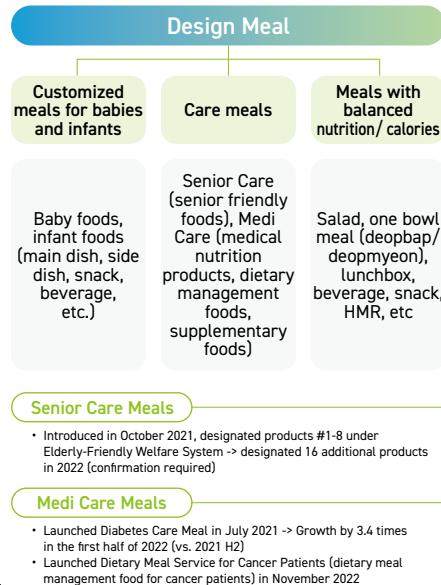 Design Meal
Customized
meals for babies
and infants
Care meals
Meals with
balanced
nutrition/ calories
Baby foods,
infant foods
(main dish, side
dish, snack,
beverage,
etc.)
Senior Care
(senior friendly
foods), Medi
Care (medical
nutrition
products, dietary
management
foods,
supplementary
foods)
Salad, one bowl
meal (deopbap/
deopmyeon),
lunchbox,
beverage, snack,
HMR, etc
Senior Care Meals
• Introduced in October 2021, designated products #1-8 under
Elderly-Friendly Welfare System -> designated 16 additional products
in 2022 (confirmation required)
Medi Care Meals
• Launched Diabetes Care Meal in July 2021 -> Growth by 3.4 times
in the first half of 2022 (vs. 2021 H2)
• Launched Dietary Meal Service for Cancer Patients (dietary meal
management food for cancer patients) in November 2022